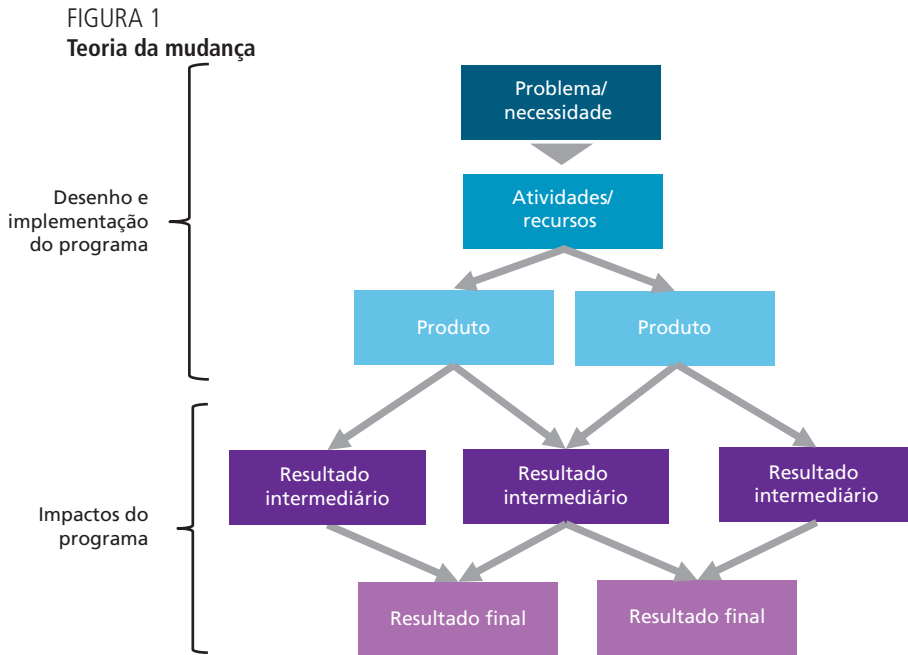 FIGURA 1
Teoria da mudança
Problema/
necessidade
Desenho e
implementação
do programa
Atividades/
recursos
Produto
Produto
Resultado
intermediário
Resultado
intermediário
Resultado
intermediário
Impactos do
programa
Resultado final
Resultado final